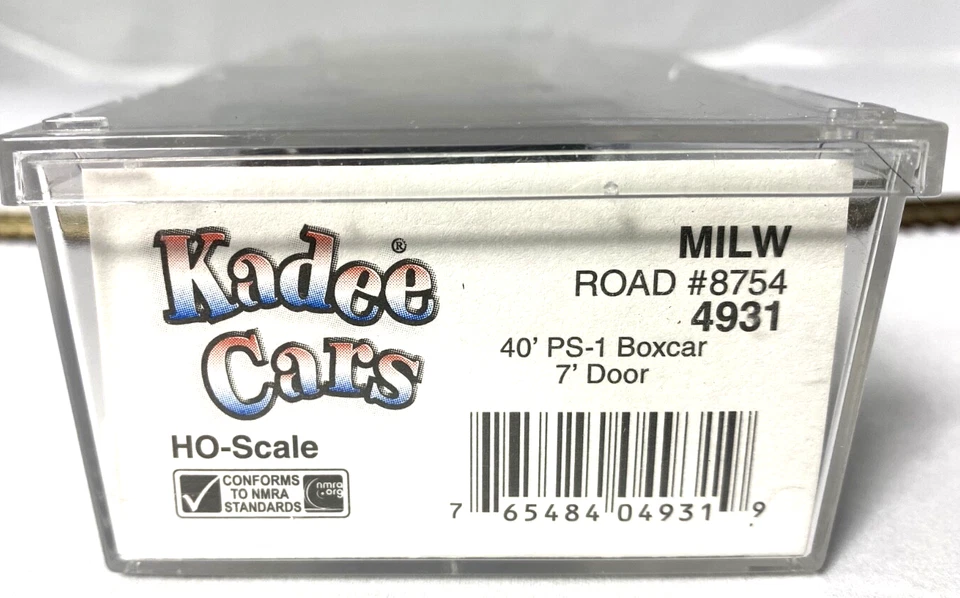 Kadee®
Cars
HO-Scale
CONFORMS
TO NMRA
STANDARDS
nmra
.org
MILW
ROAD #8754
4931
40' PS-1 Boxcar
7' Door
7 65484 04931 9